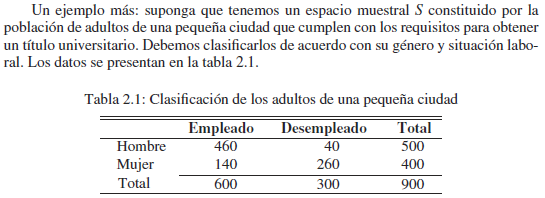 Un ejemplo más: suponga que tenemos un espacio muestral S constituido por la
población de adultos de una pequeña ciudad que cumplen con los requisitos para obtener
un título universitario. Debemos clasificarlos de acuerdo con su género y situación labo-
ral. Los datos se presentan en la tabla 2.1.
Tabla 2.1: Clasificación de los adultos de una pequeña ciudad
Empleado Desempleado Total
Hombre 460 40 500
Mujer 140 260 400
Total 600 300 900